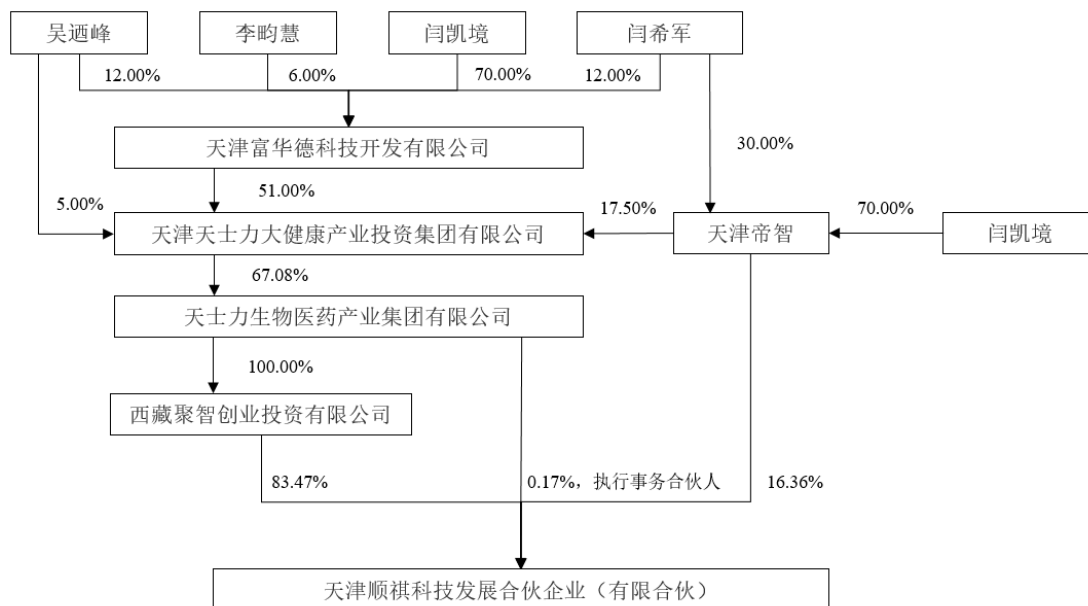 吴迺峰
李畇慧
闫凯境
闫希军
12.00%
6.00%
70.00%
12.00%
天津富华德科技开发有限公司
30.00%
51.00%
5.00%
17.50%
70.00%
天津天士力大健康产业投资集团有限公司
天津帝智
闫凯境
67.08%
天士力生物医药产业集团有限公司
100.00%
西藏聚智创业投资有限公司
83.47%
0.17%，执行事务合伙人
16.36%
天津顺祺科技发展合伙企业（有限合伙）